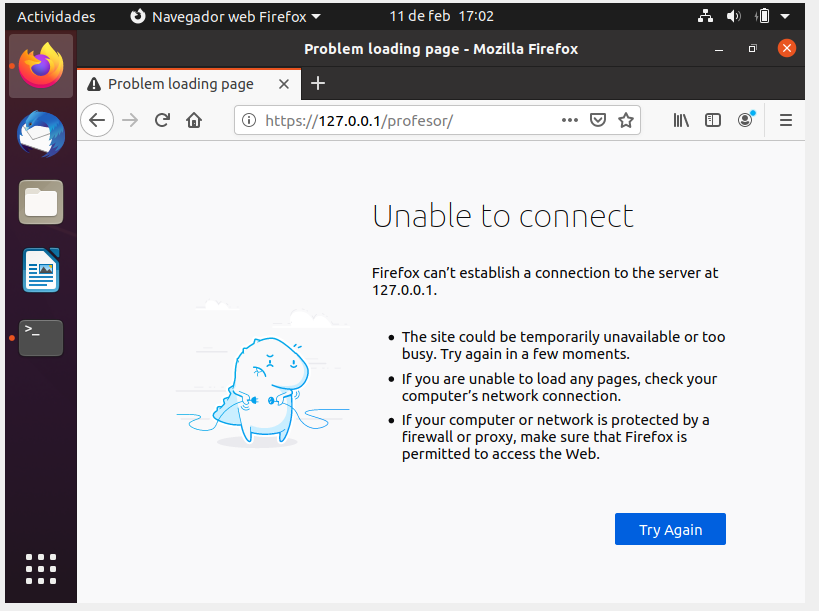 Actividades
Navegador web Firefox
11 de feb 17:02
Problem loading page - Mozilla Firefox
Problem loading page
https://127.0.0.1/profesor/
Unable to connect
Firefox can’t establish a connection to the server at
127.0.0.1.
• The site could be temporarily unavailable or too
busy. Try again in a few moments.
• If you are unable to load any pages, check your
computer’s network connection.
• If your computer or network is protected by a
firewall or proxy, make sure that Firefox is
permitted to access the Web.
Try Again